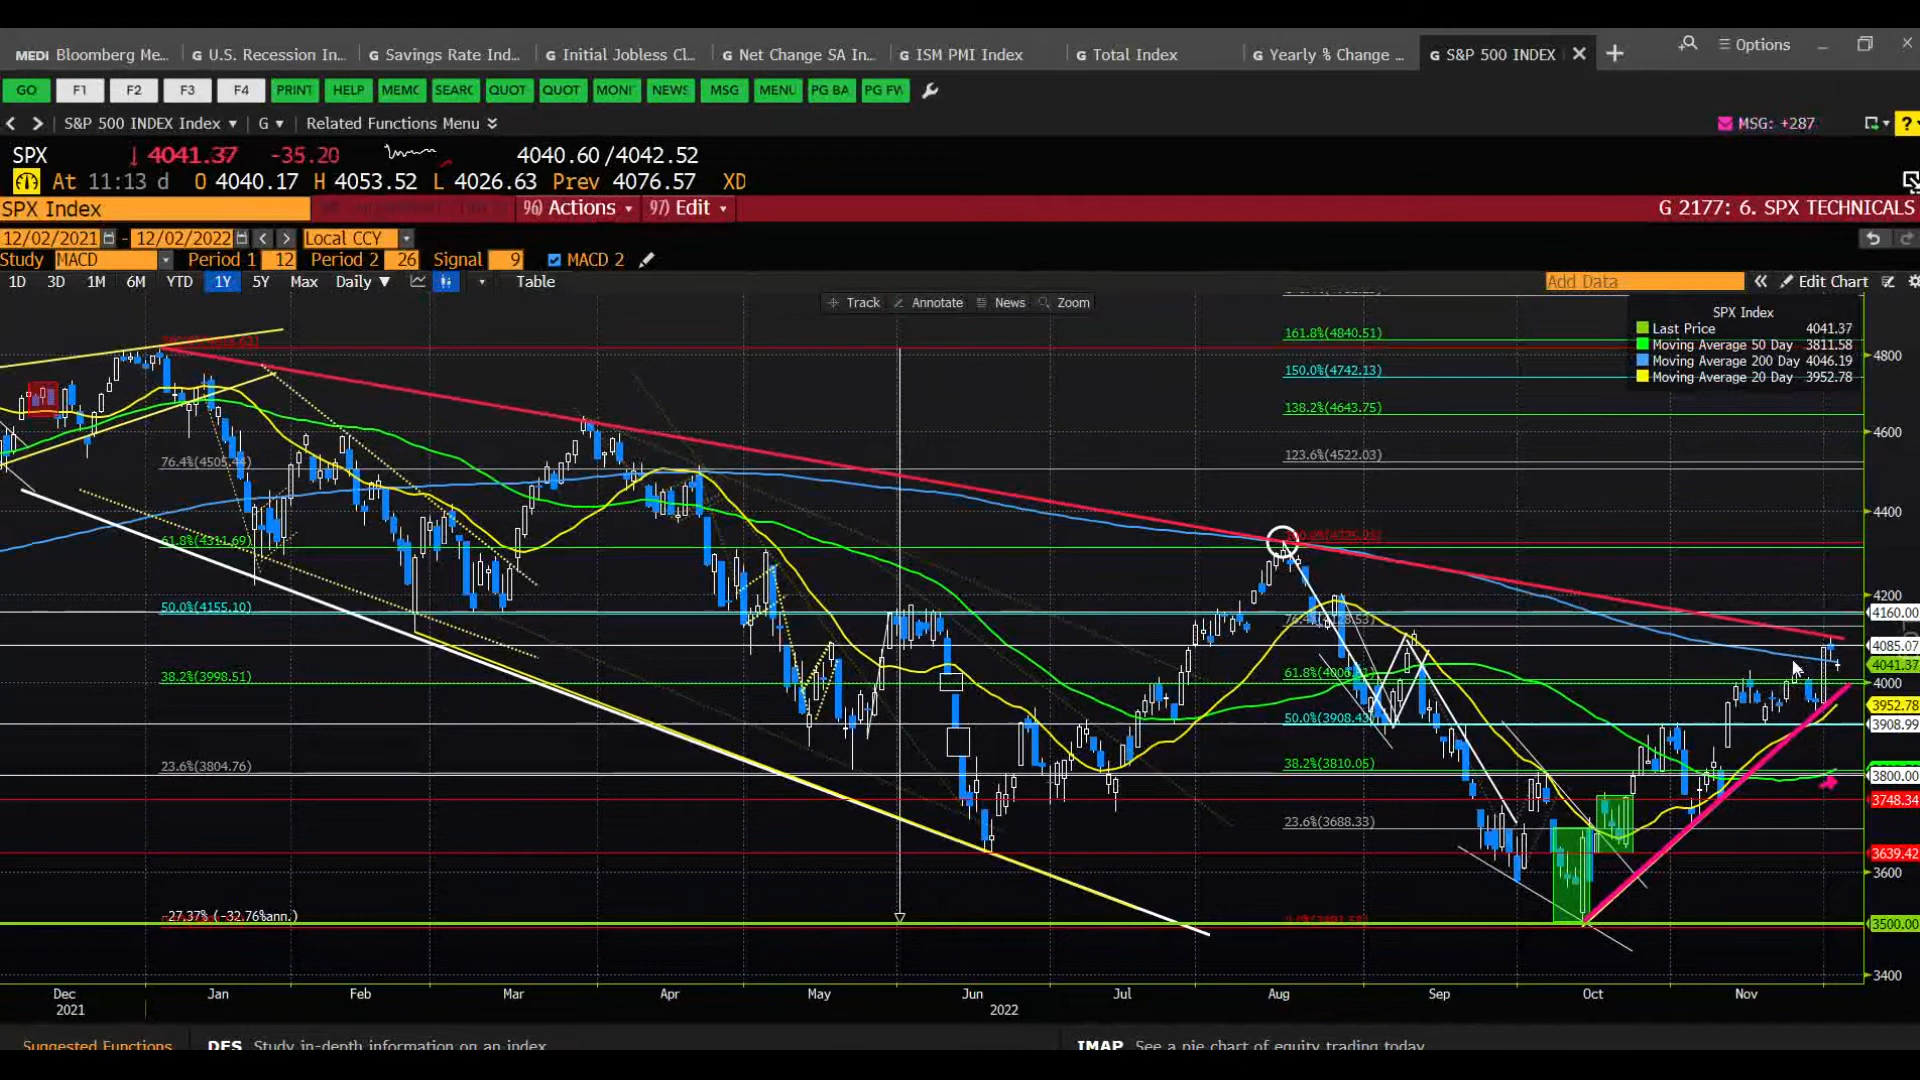 MEDI Bloomberg Me... G U.S. Recession In... G Savings Rate Ind... G Initial Jobless Cl... G Net Change SA In... G ISM PMI Index G Total Index G Yearly % Change ... G S&P 500 INDEX Options
GO F1 F2 F3 F4 PRINT HELP MEMC SEARC QUOT QUOT MONI NEWS MSG MENU PG BA PG FW
S&P 500 INDEX Index G Related Functions Menu MSG: +287 ?
SPX 4041.37 -35.20 4040.60 /4042.52
At 11:13 d O 4040.17 H 4053.52 L 4026.63 Prev 4076.57 XD
SPX Index 96) Actions 97) Edit G 2177: 6. SPX TECHNICALS
12/02/2021 - 12/02/2022 Local CCY
Study MACD Period 1 12 Period 2 26 Signal 9 MACD 2
1D 3D 1M 6M YTD 1Y 5Y Max Daily Table Add Data Edit Chart
Track Annotate News Zoom
SPX Index
Last Price 4041.37
Moving Average 50 Day 3811.58
Moving Average 200 Day 4046.19
Moving Average 20 Day 3952.78
161.8%(4840.51)
150.0%(4742.13)
138.2%(4643.75)
123.6%(4522.03)
76.4%(4505.44)
61.8%(4311.69)
50.0%(4155.10)
38.2%(3998.51)
23.6%(3804.76)
50.0%(3908.43)
38.2%(3810.05)
23.6%(3688.33)
-27.37% (-32.76%ann.)
4800
4600
4400
4200
4160.00
4085.07
4041.37
4000
3952.78
3908.99
3800.00
3748.34
3639.42
3600
3500.00
3400
Dec Jan Feb Mar Apr May Jun Jul Aug Sep Oct Nov
2021 2022
Suggested Functions DES Study in-depth information on an index IMAP See a pie chart of equity trading today